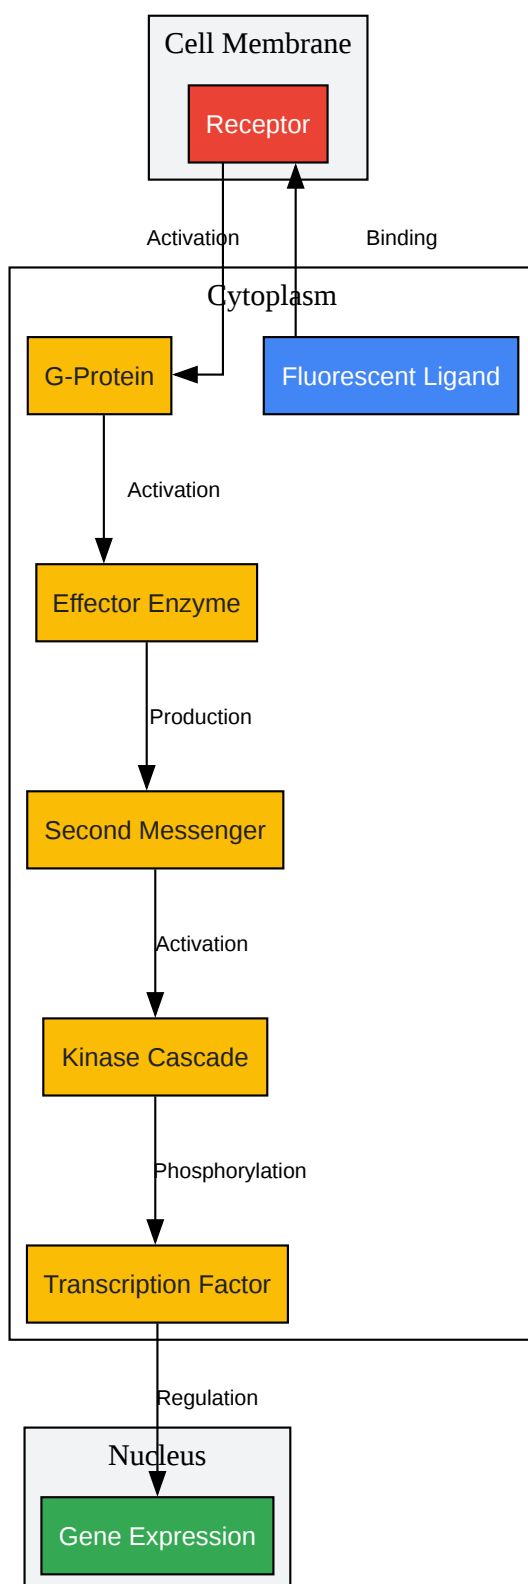 Cell Membrane
Receptor
Activation
Binding
Cytoplasm
G-Protein
Fluorescent Ligand
Activation
Effector Enzyme
Production
Second Messenger
Activation
Kinase Cascade
Phosphorylation
Transcription Factor
Regulation
Nucleus
Gene Expression